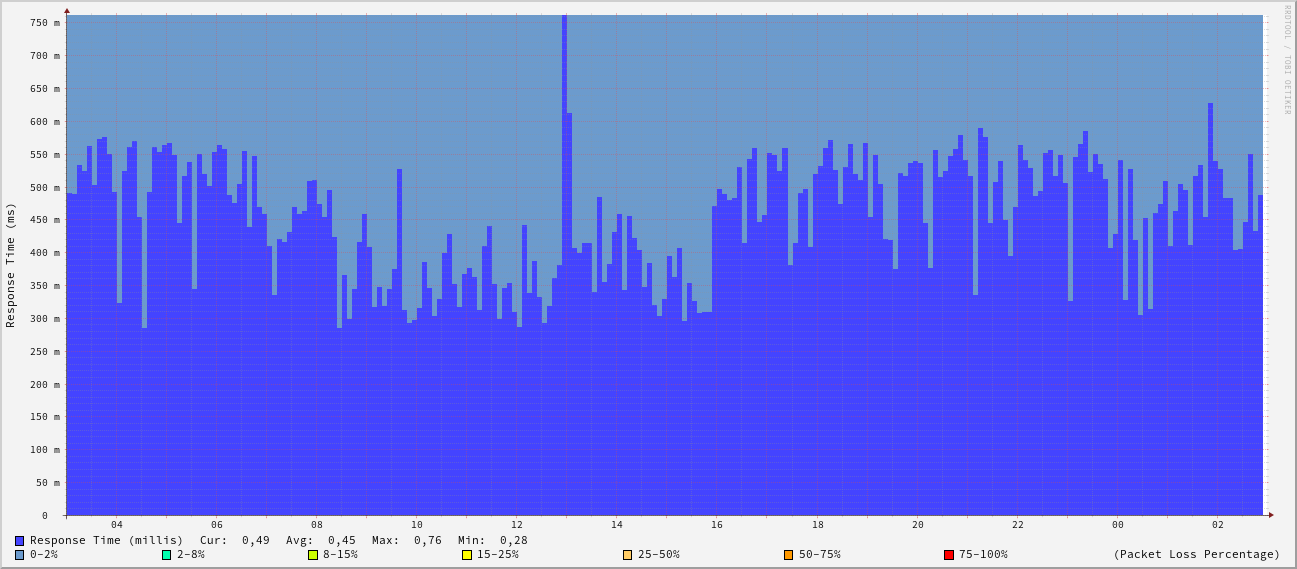 RRDTOOL / TOBI OETIKER
Response Time (ms)
750 m
700 m
650 m
600 m
550 m
500 m
450 m
400 m
350 m
300 m
250 m
200 m
150 m
100 m
50 m
0
04 06 08 10 12 14 16 18 20 22 00 02
Response Time (millis) Cur: 0,49 Avg: 0,45 Max: 0,76 Min: 0,28
0-2% 2-8% 8-15% 15-25% 25-50% 50-75% 75-100% (Packet Loss Percentage)